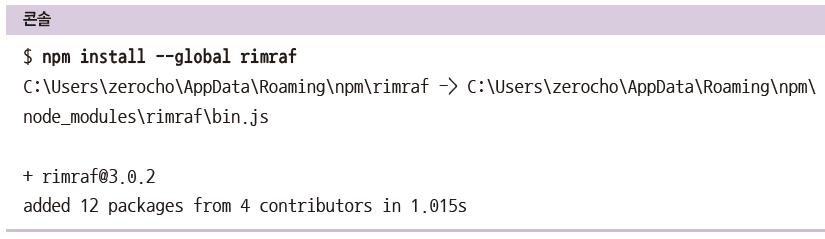 콘솔
$ npm install --global rimraf
C:\Users\zerocho\AppData\Roaming\npm\rimraf -> C:\Users\zerocho\AppData\Roaming\npm\
node_modules\rimraf\bin.js
+ rimraf@3.0.2
added 12 packages from 4 contributors in 1.015s